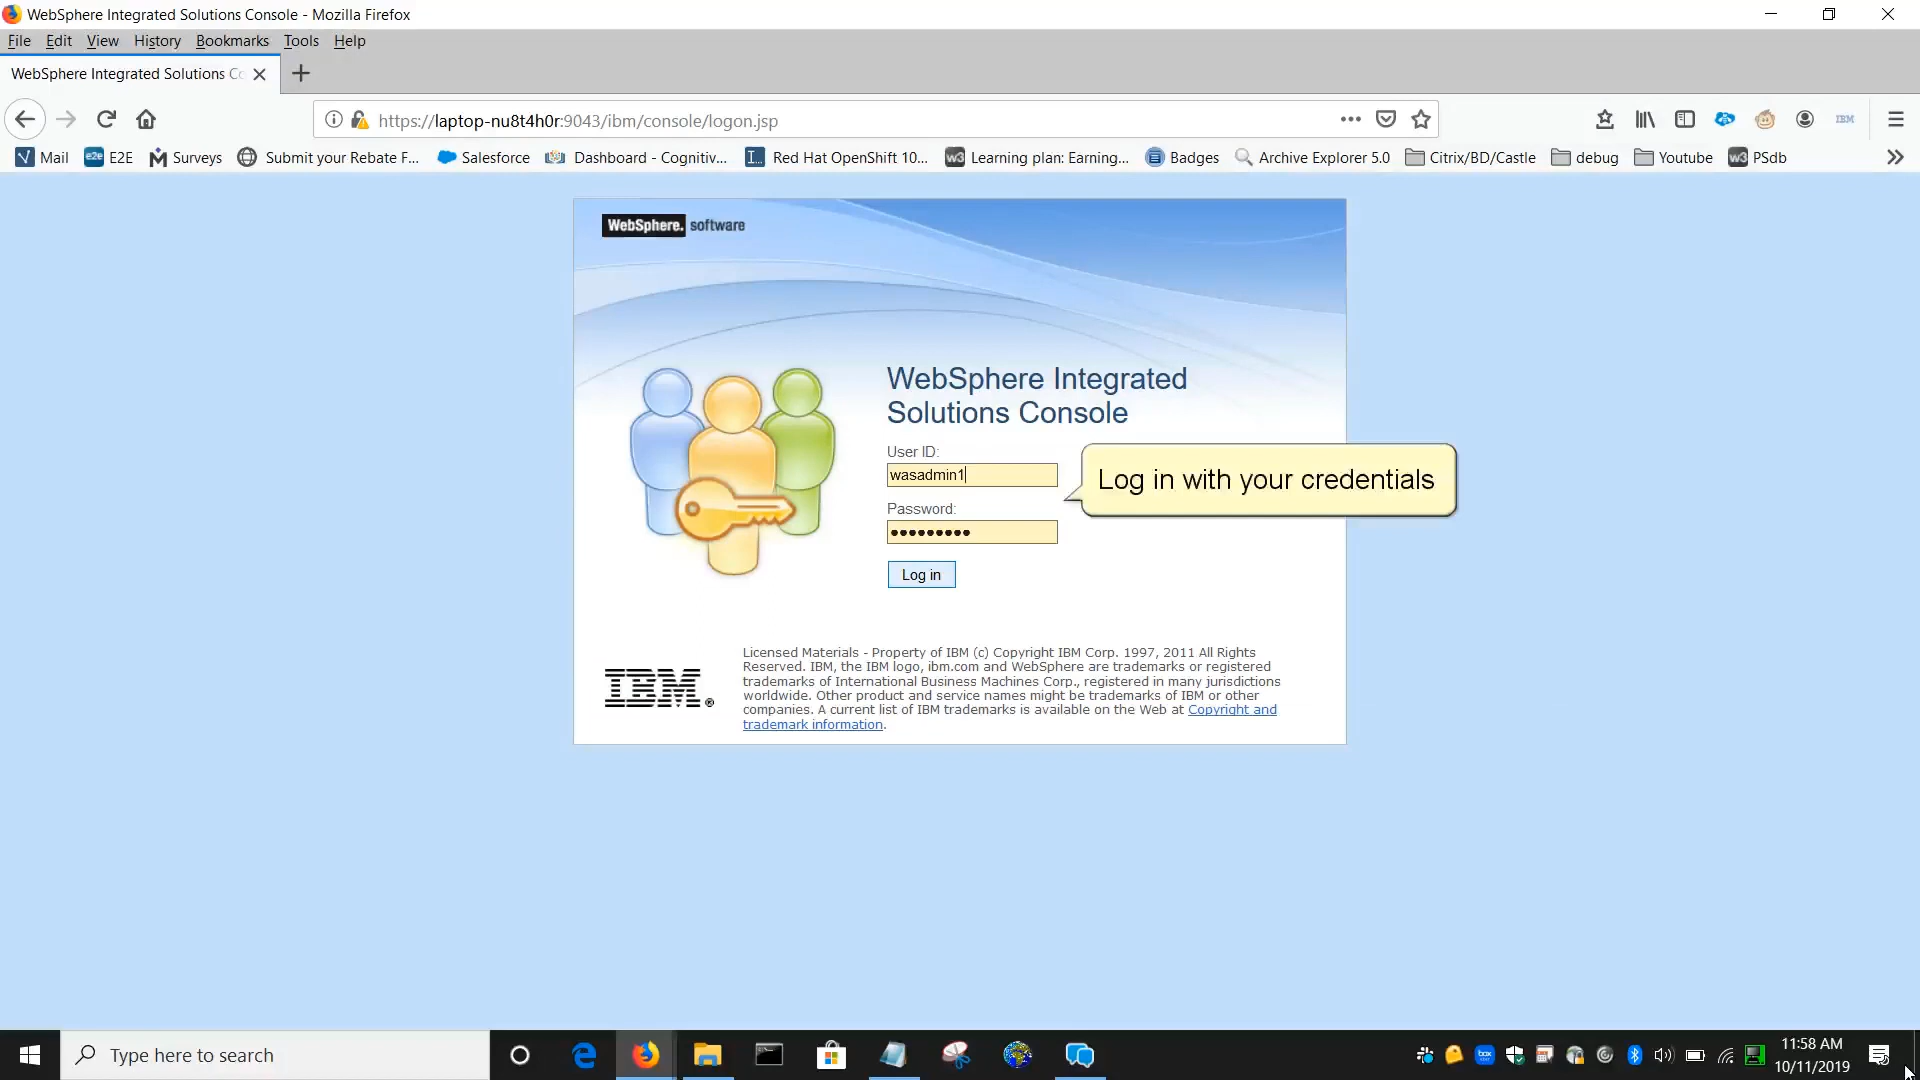 WebSphere Integrated Solutions Console - Mozilla Firefox
File Edit View History Bookmarks Tools Help
WebSphere Integrated Solutions Co
https://laptop-nu8t4h0r:9043/ibm/console/logon.jsp
IBM
Mail E2E Surveys Submit your Rebate F... Salesforce Dashboard - Cognitiv... Red Hat OpenShift 10... Learning plan: Earning... Badges Archive Explorer 5.0 Citrix/BD/Castle debug Youtube PSdb
WebSphere. software
WebSphere Integrated
Solutions Console
User ID:
wasadmin1
Log in with your credentials
Password:
Log in
Licensed Materials - Property of IBM (c) Copyright IBM Corp. 1997, 2011 All Rights
Reserved. IBM, the IBM logo, ibm.com and WebSphere are trademarks or registered
trademarks of International Business Machines Corp., registered in many jurisdictions
worldwide. Other product and service names might be trademarks of IBM or other
companies. A current list of IBM trademarks is available on the Web at Copyright and
trademark information.
IBM®
Type here to search
11:58 AM
10/11/2019